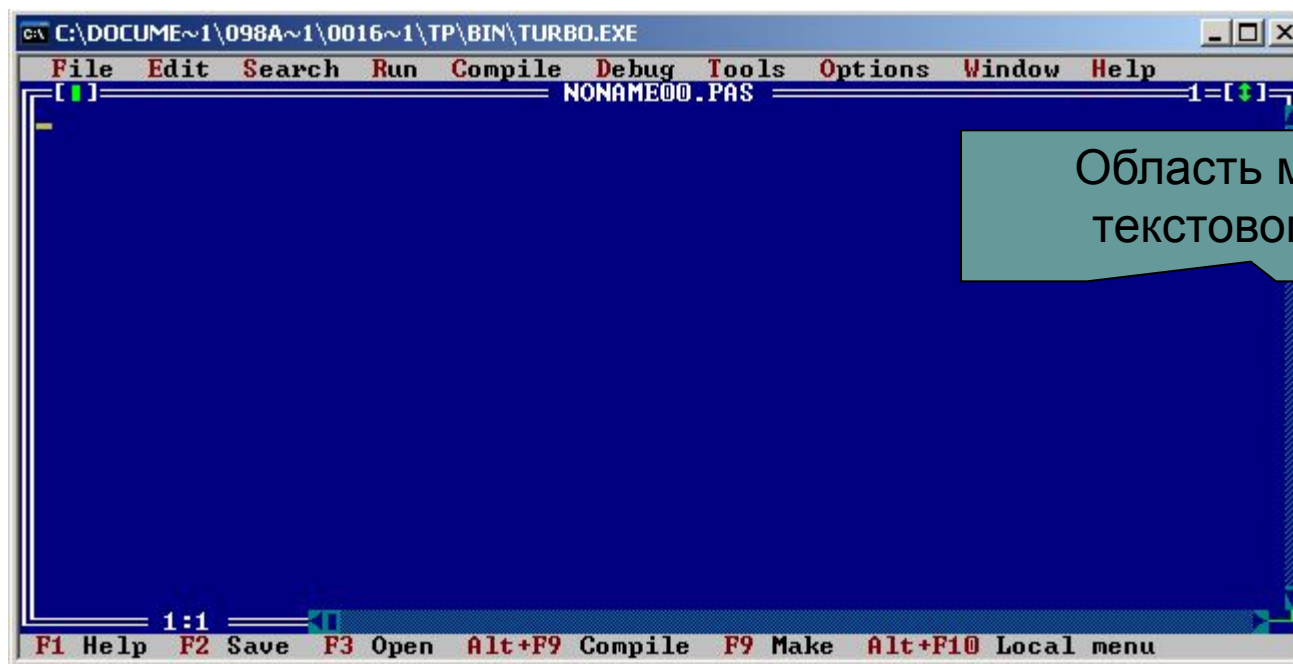 C:\DOCUME~1\098A~1\0016~1\TP\BIN\TURBO.EXE
File Edit Search Run Compile Debug Tools Options Window Help
NONAME00.PAS 1
Область
1:1
F1 Help F2 Save F3 Open Alt+F9 Compile F9 Make Alt+F10 Local menu